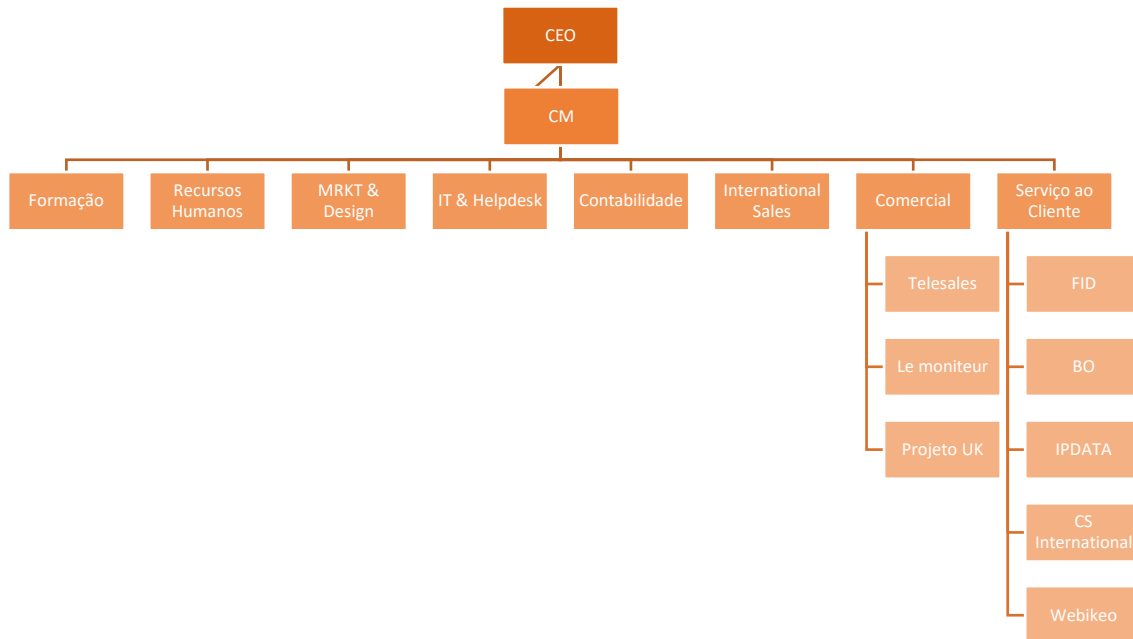 CEO
CM
Formação
Recursos
Humanos
MRKT &
Design
IT & Helpdesk
Contabilidade
International
Sales
Comercial
Serviço ao
Cliente
Telesales
FID
Le moniteur
BO
Projeto UK
IPDATA
CS
International
Webikeo